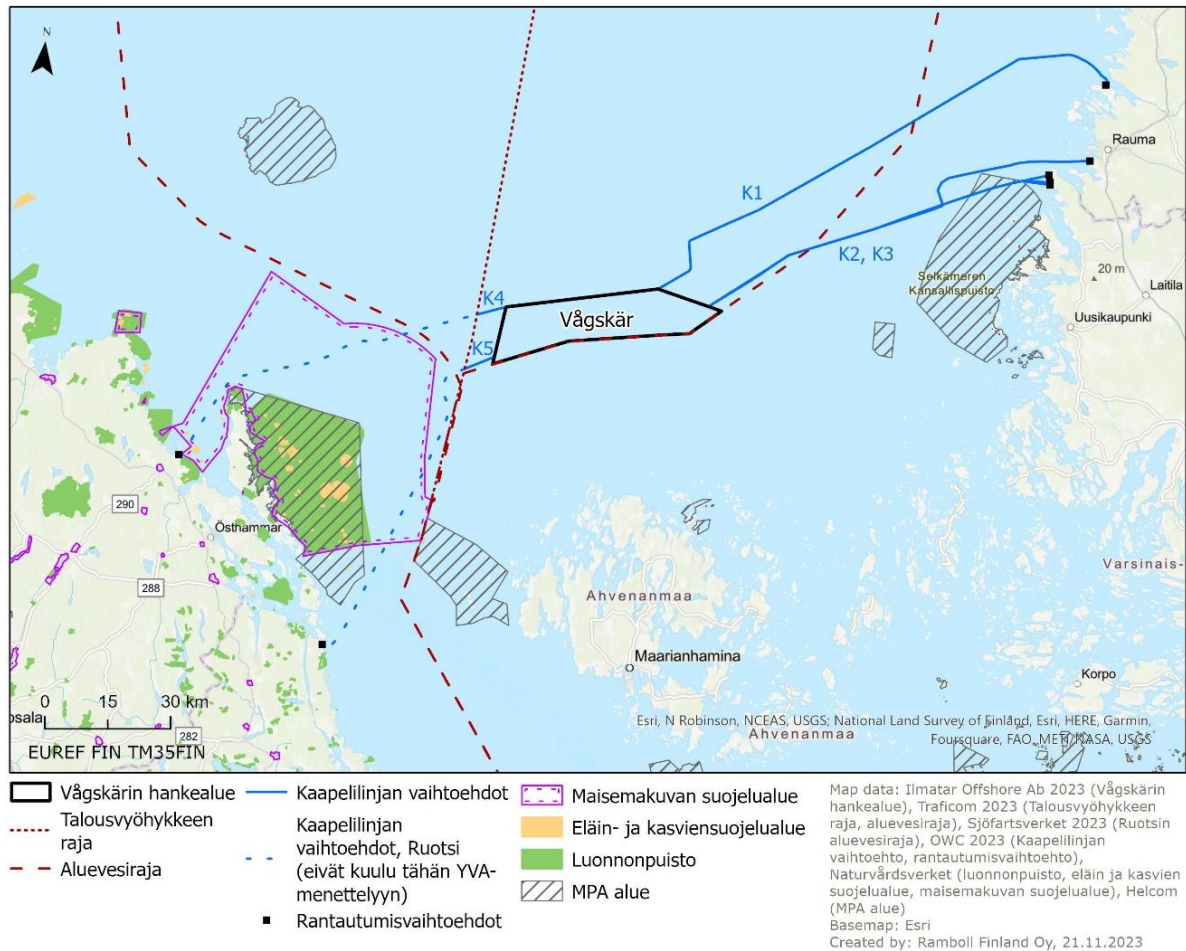 N
K1
Rauma
K2, K3
20 m
Selkämeren
Kansallispuisto
Laitila
Uusikaupunki
K4
Vågskär
K5
290
Östhammar
288
Ahvenanmaa
Varsinais-
Maarianhamina
Korpo
0 15 30 km
osala
282
EUREF FIN TM35FIN
Esri, N Robinson, NCEAS, USGS, National Land Survey of Finland, Esri, HERE, Garmin,
Foursquare, FAO, METI/NASA, USGS
Ahvenanmaa
Vågskärin hankealue
Talousvyöhykkeen
raja
Aluevesiraja
Kaapelilinjan vaihtoehdot
Kaapelilinjan
vaihtoehdot, Ruotsi
(eivät kuulu tähän YVA-
menettelyyn)
Rantautumisvaihtoehdot
Maisemakuvan suojelualue
Eläin- ja kasviensuojelualue
Luonnonpuisto
MPA alue
Map data: Ilmatar Offshore Ab 2023 (Vågskärin
hankealue), Traficom 2023 (Talousvyöhykkeen
raja, aluevesiraja), Sjöfartsverket 2023 (Ruotsin
aluevesiraja), OWC 2023 (Kaapelilinjan
vaihtoehto, rantautumisvaihtoehto),
Naturvårdsverket (luonnonpuisto, eläin ja kasvien
suojelualue, maisemakuvan suojelualue), Helcom
(MPA alue)
Basemap: Esri
Created by: Ramboll Finland Oy, 21.11.2023